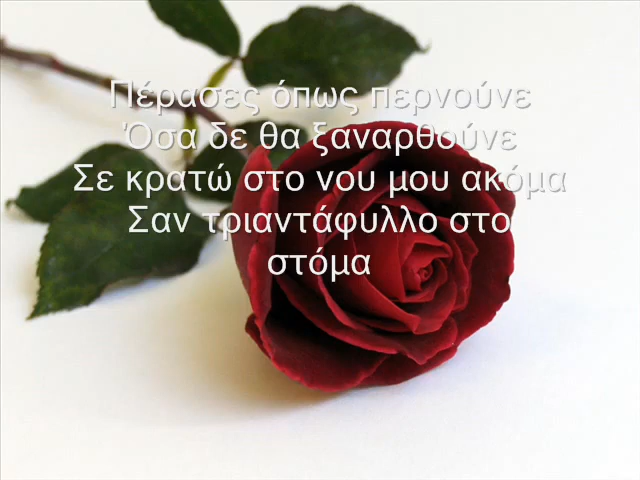 Πέρασες όπως περνούνε
Όσα δε θα ξαναρθούνε
Σε κρατώ στο νου μου ακόμα
Σαν τριαντάφυλλο στο
στόμα